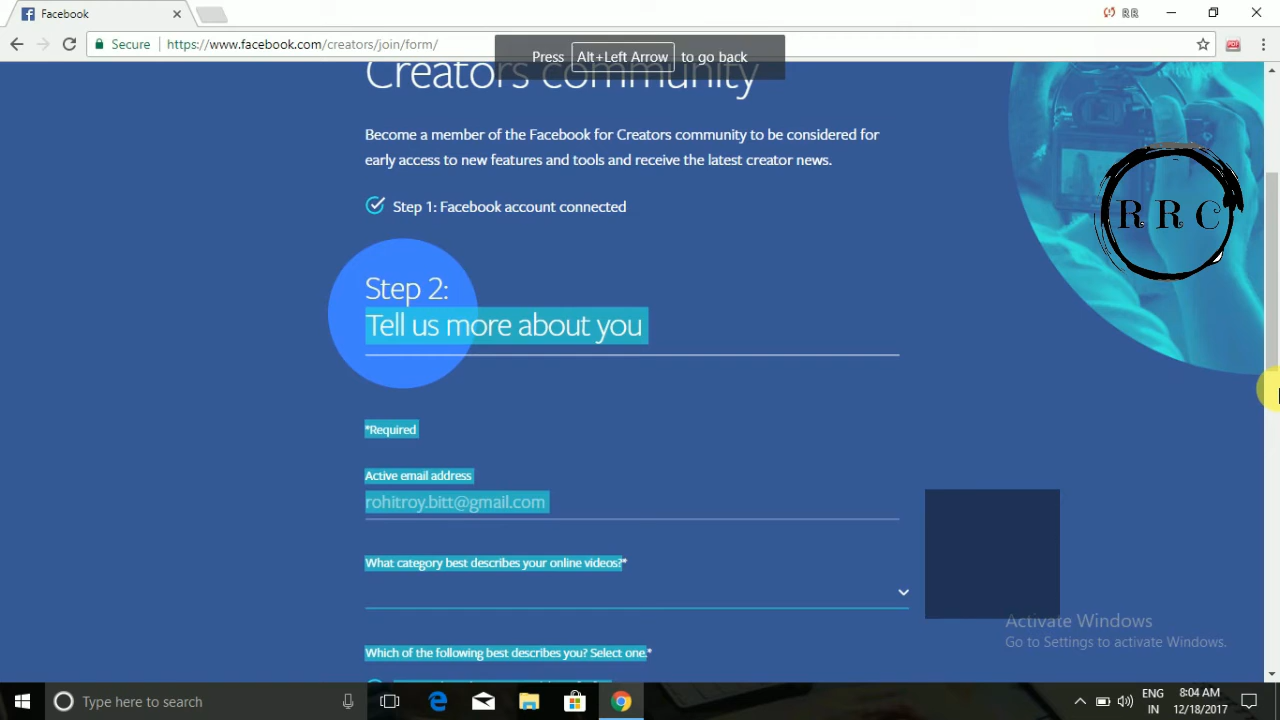 Facebook
RR
Secure
https://www.facebook.com/creators/join/form/
PDF
Press Alt+Left Arrow to go back
Creators community
Become a member of the Facebook for Creators community to be considered for
early access to new features and tools and receive the latest creator news.
Step 1: Facebook account connected
R R C
Step 2:
Tell us more about you
*Required
Active email address
rohitroy.bitt@gmail.com
What category best describes your online videos?*
Activate Windows
Go to Settings to activate Windows.
Which of the following best describes you? Select one.*
Type here to search
ENG
IN
8:04 AM
12/18/2017